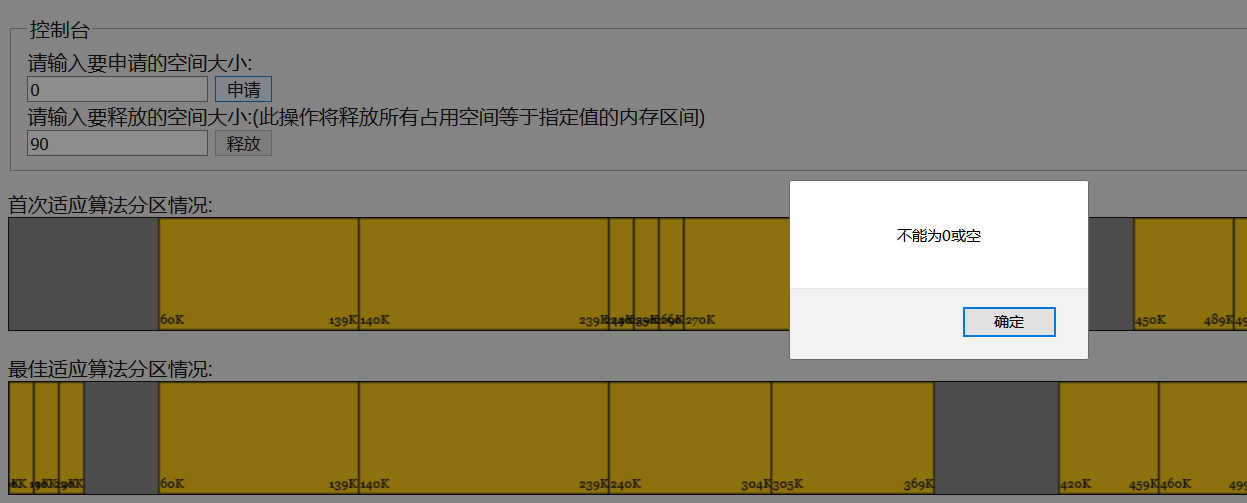 控制台
请输入要申请的空间大小:
0 申请
请输入要释放的空间大小:(此操作将释放所有占用空间等于指定值的内存区间)
90 释放
首次适应算法分区情况:
不能为0或空
确定
60K 139K 140K 239K 270K 450K 489K
最佳适应算法分区情况:
60K 139K 140K 239K 240K 304K 305K 369K 420K 459K 460K